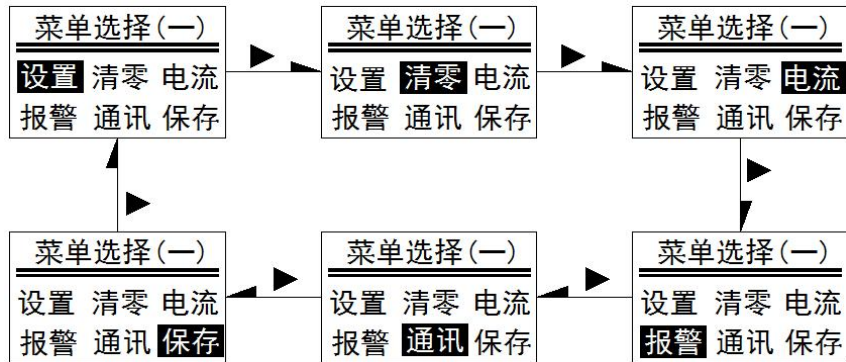 菜单选择(一)
设置 清零 电流
报警 通讯 保存
菜单选择(一)
设置 清零 电流
报警 通讯 保存
菜单选择(一)
设置 清零 电流
报警 通讯 保存
菜单选择(一)
设置 清零 电流
报警 通讯 保存
菜单选择(一)
设置 清零 电流
报警 通讯 保存
菜单选择(一)
设置 清零 电流
报警 通讯 保存